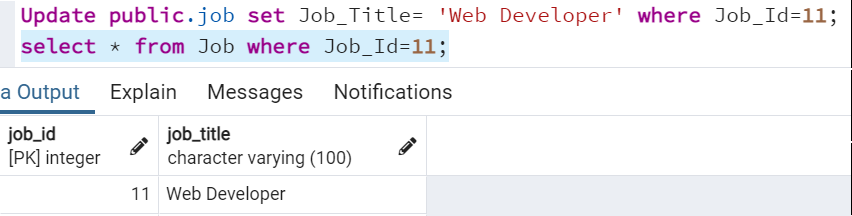 Update public.job set Job_Title= 'Web Developer' where Job_Id=11;
select * from Job where Job_Id=11;
a Output Explain Messages Notifications
job_id job_title
[PK] integer character varying (100)
11 Web Developer